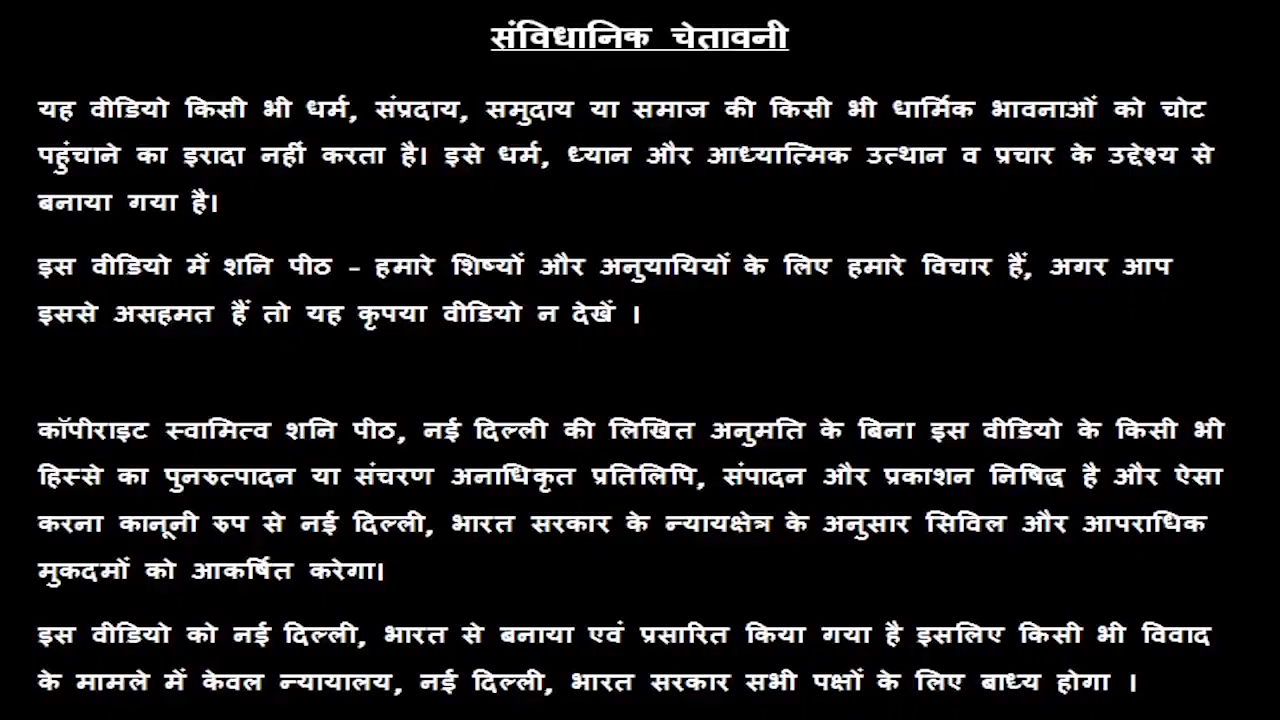 संविधानिक चेतावनी
यह वीडियो किसी भी धर्म, संप्रदाय, समुदाय या समाज की किसी भी धार्मिक भावनाओं को चोट
पहुंचाने का इरादा नहीं करता है। इसे धर्म, ध्यान और आध्यात्मिक उत्थान व प्रचार के उद्देश्य से
बनाया गया है।
इस वीडियो में शनि पीठ – हमारे शिष्यों और अनुयायियों के लिए हमारे विचार हैं, अगर आप
इससे असहमत हैं तो यह कृपया वीडियो न देखें ।
कॉपीराइट स्वामित्व शनि पीठ, नई दिल्ली की लिखित अनुमति के बिना इस वीडियो के किसी भी
हिस्से का पुनरुत्पादन या संचरण अनाधिकृत प्रतिलिपि, संपादन और प्रकाशन निषिद्ध है और ऐसा
करना कानूनी रुप से नई दिल्ली, भारत सरकार के न्यायक्षेत्र के अनुसार सिविल और आपराधिक
मुकदमों को आकर्षित करेगा।
इस वीडियो को नई दिल्ली, भारत से बनाया एवं प्रसारित किया गया है इसलिए किसी भी विवाद
के मामले में केवल न्यायालय, नई दिल्ली, भारत सरकार सभी पक्षों के लिए बाध्य होगा ।